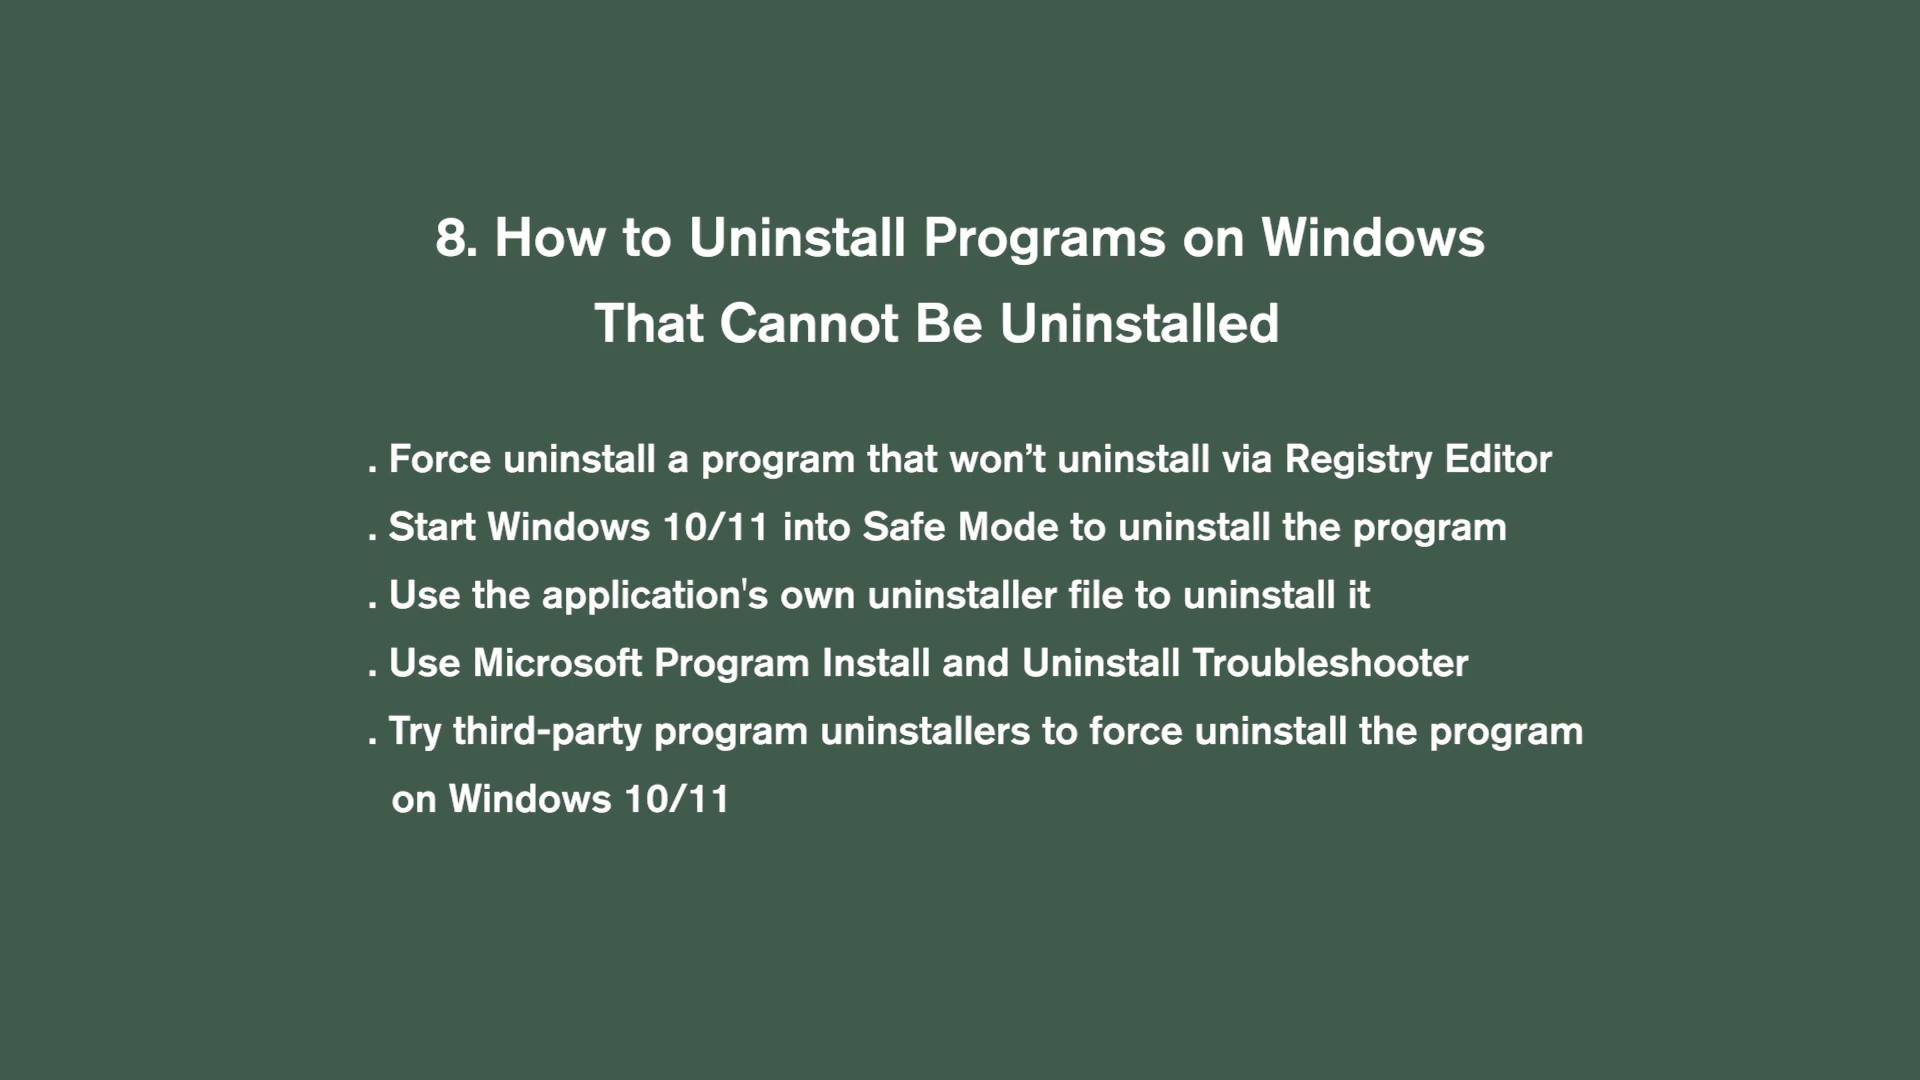 8. How to Uninstall Programs on Windows
That Cannot Be Uninstalled
. Force uninstall a program that won’t uninstall via Registry Editor
. Start Windows 10/11 into Safe Mode to uninstall the program
. Use the application's own uninstaller file to uninstall it
. Use Microsoft Program Install and Uninstall Troubleshooter
. Try third-party program uninstallers to force uninstall the program
on Windows 10/11